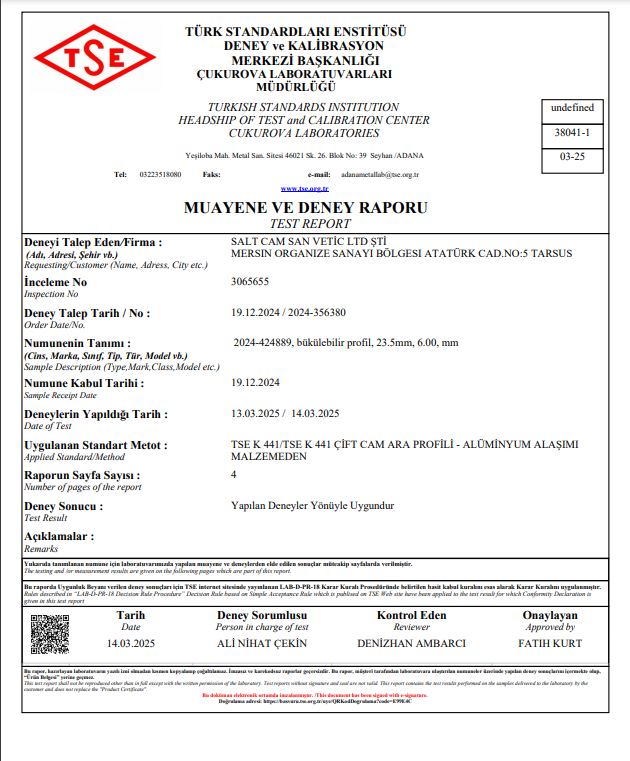 TSE
TÜRK STANDARDLARI ENSTİTÜSÜ
DENEY ve KALİBRASYON
MERKEZİ BAŞKANLIĞI
ÇUKUROVA LABORATUVARLARI
MÜDÜRLÜĞÜ
TURKISH STANDARDS INSTITUTION
HEADSHIP OF TEST and CALIBRATION CENTER
CUKUROVA LABORATORIES
undefined
38041-1
03-25
Yeşiloba Mah. Metal San. Sitesi 46021 Sk. 26. Blok No: 39 Seyhan /ADANA
Tel: 03223518080 Faks: e-mail: adanametallab@tse.org.tr
www.tse.org.tr
MUAYENE VE DENEY RAPORU
TEST REPORT
Deneyi Talep Eden/Firma : SALT CAM SAN VETİC LTD ŞTİ
(Adı, Adresi, Şehir vb.) MERSIN ORGANIZE SANAYI BÖLGESI ATATÜRK CAD.NO:5 TARSUS
Requesting/Customer (Name, Adress, City etc.)
İnceleme No 3065655
Inspection No
Deney Talep Tarih / No : 19.12.2024 / 2024-356380
Order Date/No.
Numunenin Tanımı : 2024-424889, bükülebilir profil, 23.5mm, 6.00, mm
(Cins, Marka, Sınıf, Tip, Tür, Model vb.)
Sample Description (Type,Mark,Class,Model etc.)
Numune Kabul Tarihi : 19.12.2024
Sample Receipt Date
Deneylerin Yapıldığı Tarih : 13.03.2025 / 14.03.2025
Date of Test
Uygulanan Standart Metot : TSE K 441/TSE K 441 ÇİFT CAM ARA PROFİLİ - ALÜMİNYUM ALAŞIMI
Applied Standard/Method MALZEMEDEN
Raporun Sayfa Sayısı : 4
Number of pages of the report
Deney Sonucu : Yapılan Deneyler Yönüyle Uygundur
Test Result
Açıklamalar :
Remarks
Yukarıda tanımlanan numune için laboratuvarımızda yapılan muayene ve deneylerden elde edilen sonuçlar müteakip sayfalarda verilmiştir.
The testing and /or measurement results are given on the following pages which are part of this report.
Bu raporda Uygunluk Beyanı verilen deney sonuçları için TSE internet sitesinde yayınlanan LAB-D-PR-18 Karar Kuralı Prosedüründe belirtilen basit kabul kuralını esas alarak Karar Kuralını uygulanmıştır.
Rules described in "LAB-D-PR-18 Decision Rule Procedure" Decision Rule based on Simple Acceptance Rule which is publised on TSE Web site have been applied to the test result for which Conformity Declaration is
given in this test report
Tarih Deney Sorumlusu Kontrol Eden Onaylayan
Date Person in charge of test Reviewer Approved by
14.03.2025 ALİ NİHAT ÇEKİN DENİZHAN AMBARCI FATIH KURT
Bu rapor, hazırlayan laboratuvarın yazılı izni olmadan kısmen kopyalanıp çoğaltılamaz. İmzasız ve karekodsuz raporlar geçersizdir. Bu rapor, müşteri tarafından laboratuvara ulaştırılan numuneler üzerinde yapılan deney sonuçlarını içermekte olup,
"Ürün Belgesi" yerine geçmez.
This test report shall not be reproduced other than in full except with the written permission of the laboratory. Test reports without signature and seal are not valid. This report contains the test results performed on the samples delivered to the laboratory by the
customer and does not replace the "Product Certificate".
Bu doküman elektronik ortamda imzalanmıştır. /This document has been signed with e-signature.